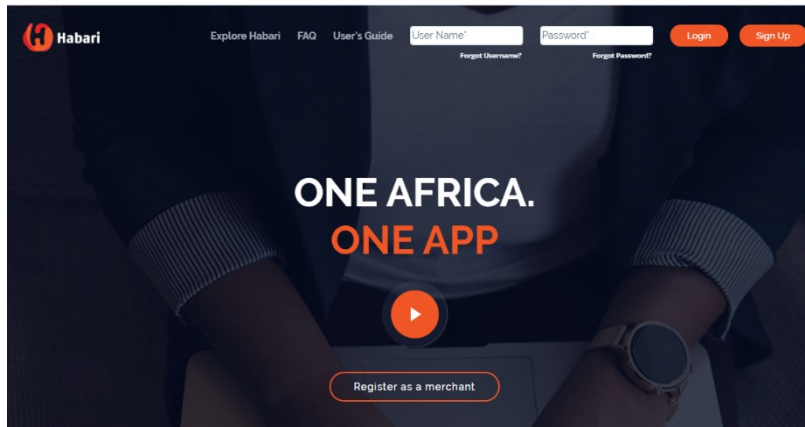 Habari
Explore Habari FAQ User's Guide User Name* Password* Login Sign Up
Forgot Username? Forgot Password?
ONE AFRICA.
ONE APP
Register as a merchant